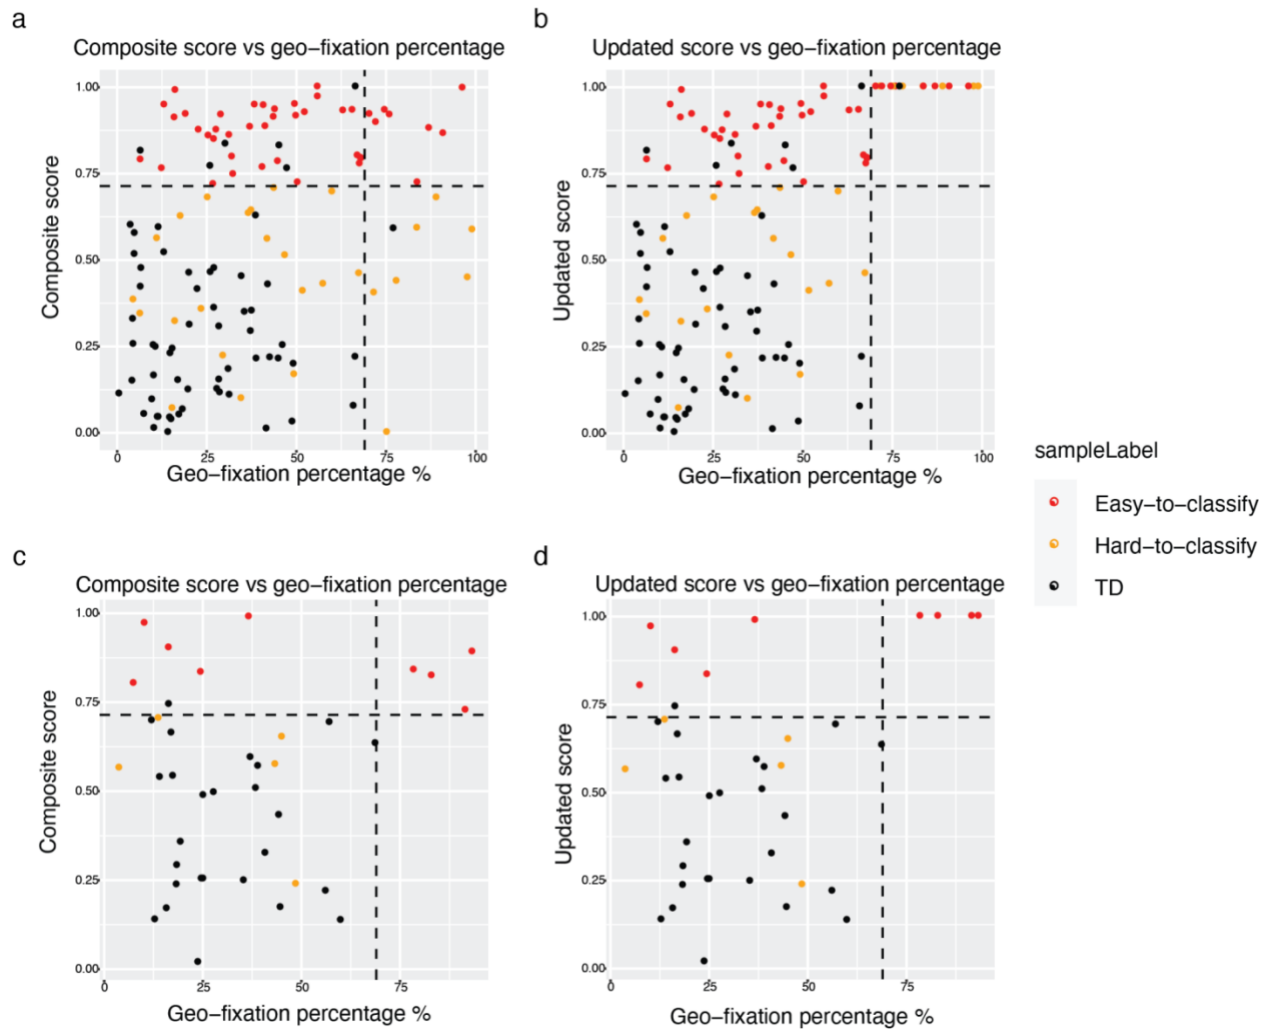 a
b
Composite score vs geo−fixation percentage
Updated score vs geo−fixation percentage
1.00
0.75
0.50
0.25
0.00
Composite score
0
25
50
75
100
Geo−fixation percentage %
1.00
0.75
0.50
0.25
0.00
Updated score
0
25
50
75
100
Geo−fixation percentage %
sampleLabel
Easy−to−classify
Hard−to−classify
TD
c
d
Composite score vs geo−fixation percentage
Updated score vs geo−fixation percentage
1.00
0.75
0.50
0.25
0.00
Composite score
0
25
50
75
Geo−fixation percentage %
1.00
0.75
0.50
0.25
0.00
Updated score
0
25
50
75
Geo−fixation percentage %